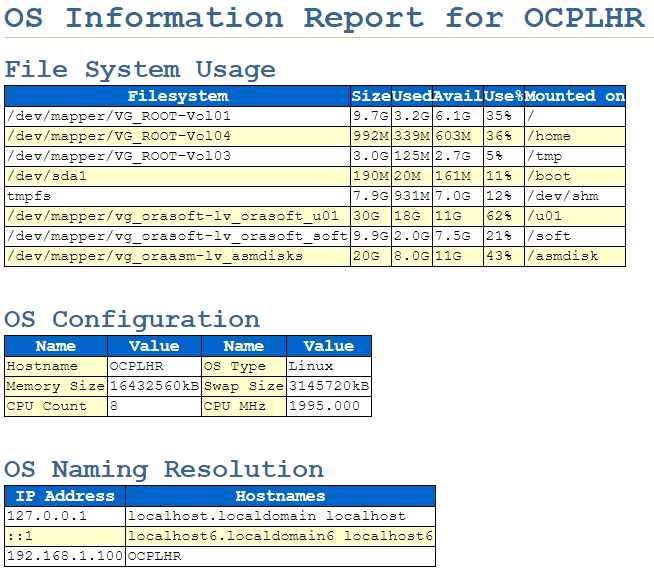 OS Information Report for OCPLHR
File System Usage
Filesystem Size Used Avail Use% Mounted on
/dev/mapper/VG_ROOT-Vol01 9.7G 3.2G 6.1G 35% /
/dev/mapper/VG_ROOT-Vol04 992M 339M 603M 36% /home
/dev/mapper/VG_ROOT-Vol03 3.0G 125M 2.7G 5% /tmp
/dev/sda1 190M 20M 161M 11% /boot
tmpfs 7.9G 931M 7.0G 12% /dev/shm
/dev/mapper/vg_orasoft-lv_orasoft_u01 30G 18G 11G 62% /u01
/dev/mapper/vg_orasoft-lv_orasoft_soft 9.9G 2.0G 7.5G 21% /soft
/dev/mapper/vg_oraasm-lv_asmdisks 20G 8.0G 11G 43% /asmdisk
OS Configuration
Name Value Name Value
Hostname OCPLHR OS Type Linux
Memory Size 16432560kB Swap Size 3145720kB
CPU Count 8 CPU MHz 1995.000
OS Naming Resolution
IP Address Hostnames
127.0.0.1 localhost.localdomain localhost
::1 localhost6.localdomain6 localhost6
192.168.1.100 OCPLHR